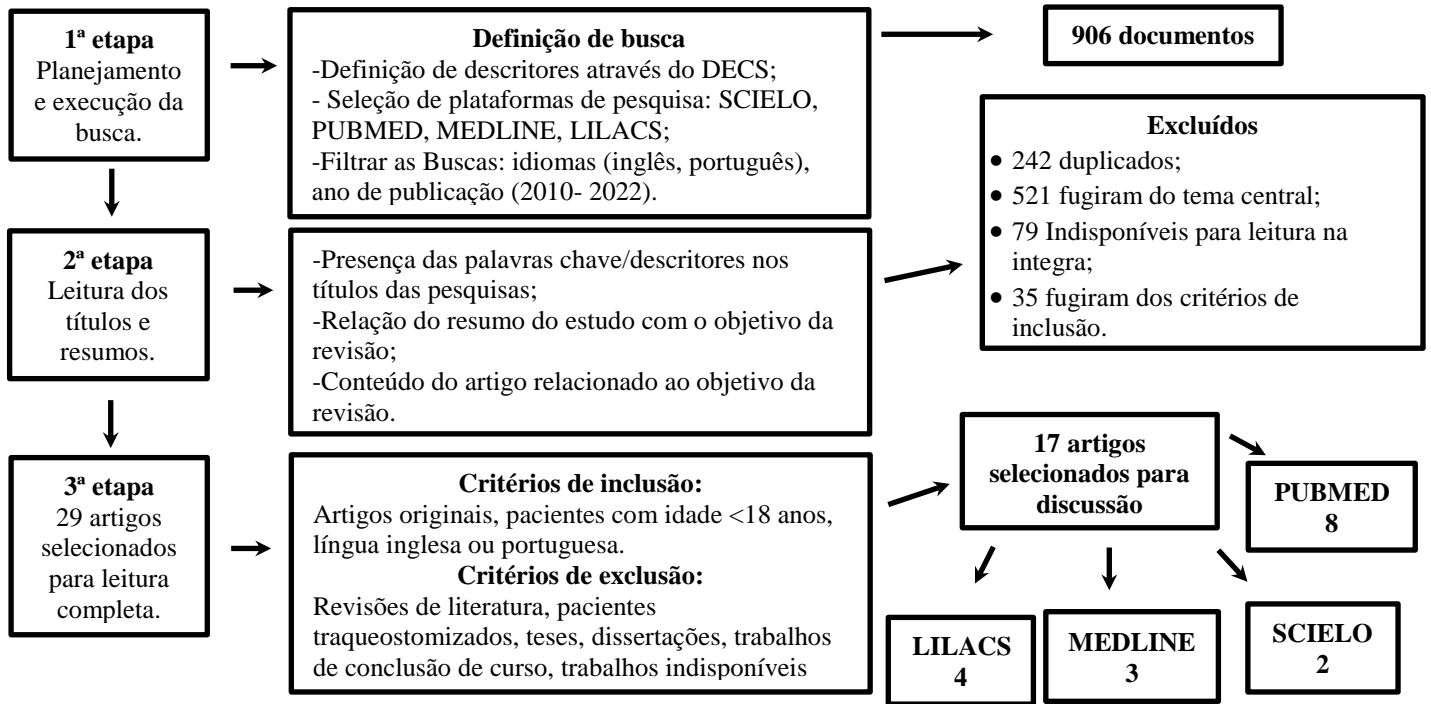 1ª etapa
Planejamento
e execução da
busca.
Definição de busca
-Definição de descritores através do DECS;
- Seleção de plataformas de pesquisa: SCIELO,
PUBMED, MEDLINE, LILACS;
-Filtrar as Buscas: idiomas (inglês, português),
ano de publicação (2010- 2022).
906 documentos
2ª etapa
Leitura dos
títulos e
resumos.
-Presença das palavras chave/descritores nos
títulos das pesquisas;
-Relação do resumo do estudo com o objetivo da
revisão;
-Conteúdo do artigo relacionado ao objetivo da
revisão.
Excluídos
• 242 duplicados;
• 521 fugiram do tema central;
• 79 Indisponíveis para leitura na
integra;
• 35 fugiram dos critérios de
inclusão.
3ª etapa
29 artigos
selecionados
para leitura
completa.
Critérios de inclusão:
Artigos originais, pacientes com idade <18 anos,
língua inglesa ou portuguesa.
Critérios de exclusão:
Revisões de literatura, pacientes
traqueostomizados, teses, dissertações, trabalhos
de conclusão de curso, trabalhos indisponíveis
17 artigos
selecionados para
discussão
PUBMED
8
LILACS
4
MEDLINE
3
SCIELO
2